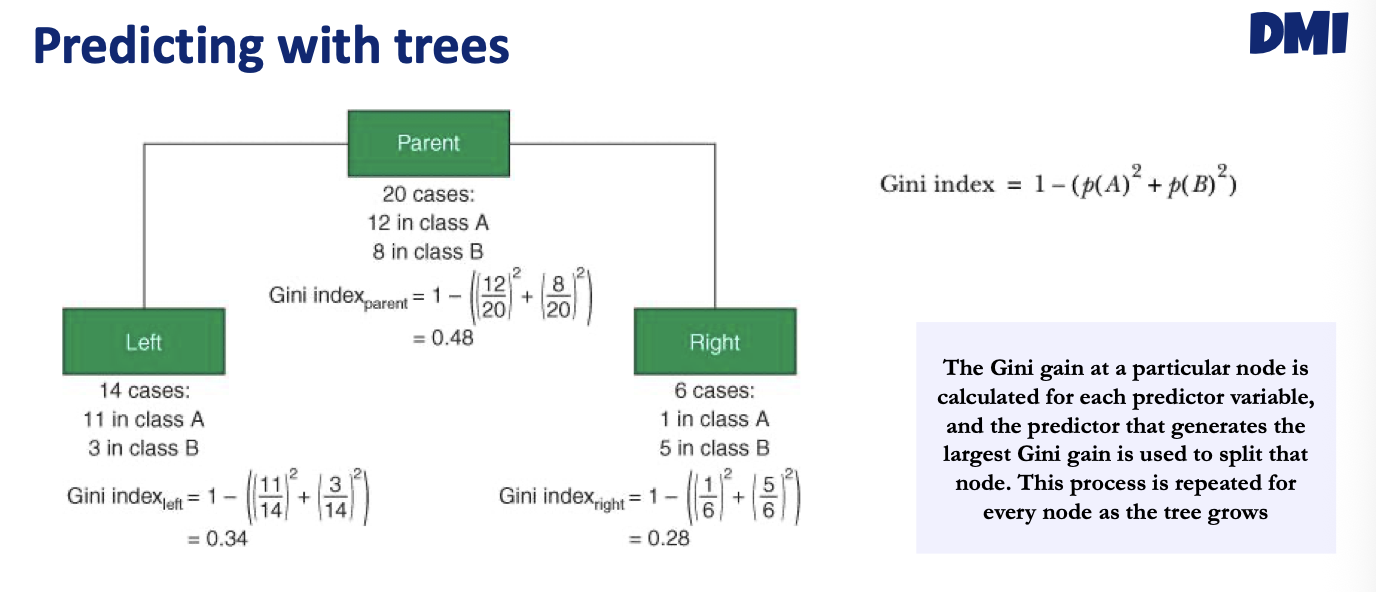 Predicting with trees
DMI
Parent
20 cases:
12 in class A
8 in class B
Gini index_parent = 1 − ((12/20)² + (8/20)²)
= 0.48
Gini index = 1 − (p(A)² + p(B)²)
Left
14 cases:
11 in class A
3 in class B
Gini index_left = 1 − ((11/14)² + (3/14)²)
= 0.34
Right
6 cases:
1 in class A
5 in class B
Gini index_right = 1 − ((1/6)² + (5/6)²)
= 0.28
The Gini gain at a particular node is
calculated for each predictor variable,
and the predictor that generates the
largest Gini gain is used to split that
node. This process is repeated for
every node as the tree grows